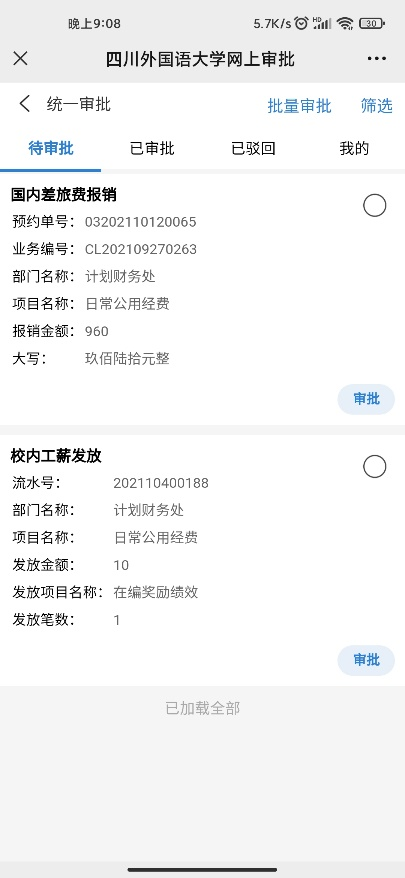 晚上9:08 5.7K/s HD 30
四川外国语大学网上审批
统一审批 批量审批 筛选
待审批 已审批 已驳回 我的
国内差旅费报销
预约单号: 03202110120065
业务编号: CL202109270263
部门名称: 计划财务处
项目名称: 日常公用经费
报销金额: 960
大写: 玖佰陆拾元整
审批
校内工薪发放
流水号: 202110400188
部门名称: 计划财务处
项目名称: 日常公用经费
发放金额: 10
发放项目名称: 在编奖励绩效
发放笔数: 1
审批
已加载全部